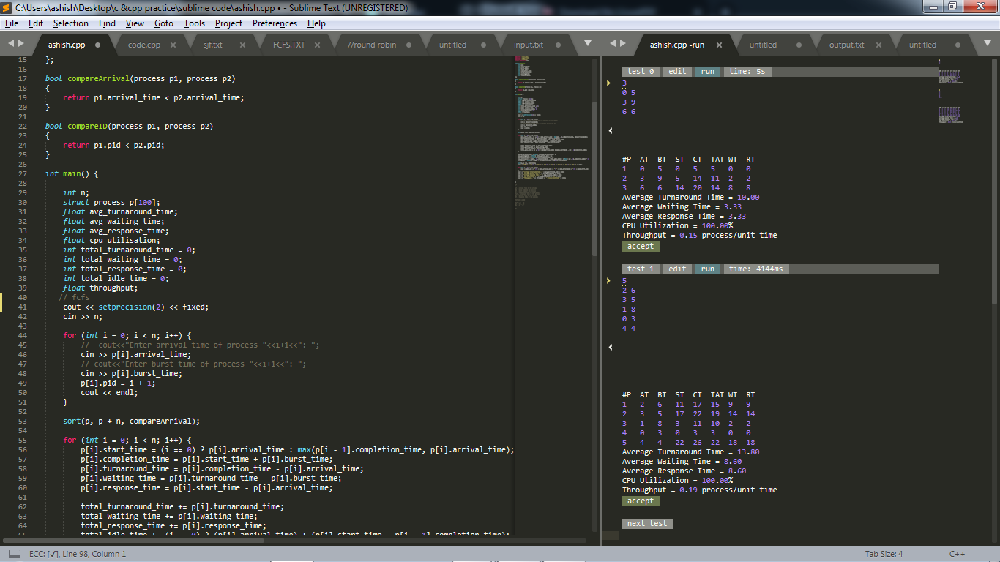 C:\Users\ashish\Desktop\c &cpp practice\sublime code\ashish.cpp • - Sublime Text (UNREGISTERED)
File Edit Selection Find View Goto Tools Project Preferences Help
ashish.cpp code.cpp sjf.txt FCFS.TXT //round robin untitled input.txt
15 };
16
17 bool compareArrival(process p1, process p2)
18 {
19 return p1.arrival_time < p2.arrival_time;
20 }
21
22 bool compareID(process p1, process p2)
23 {
24 return p1.pid < p2.pid;
25 }
26
27 int main() {
28
29 int n;
30 struct process p[100];
31 float avg_turnaround_time;
32 float avg_waiting_time;
33 float avg_response_time;
34 float cpu_utilisation;
35 int total_turnaround_time = 0;
36 int total_waiting_time = 0;
37 int total_response_time = 0;
38 int total_idle_time = 0;
39 float throughput;
40 // fcfs
41 cout << setprecision(2) << fixed;
42 cin >> n;
43
44 for (int i = 0; i < n; i++) {
45 // cout<<"Enter arrival time of process "<<i+1<<": ";
46 cin >> p[i].arrival_time;
47 // cout<<"Enter burst time of process "<<i+1<<": ";
48 cin >> p[i].burst_time;
49 p[i].pid = i + 1;
50 cout << endl;
51 }
52
53 sort(p, p + n, compareArrival);
54
55 for (int i = 0; i < n; i++) {
56 p[i].start_time = (i == 0) ? p[i].arrival_time : max(p[i - 1].completion_time, p[i].arrival_time);
57 p[i].completion_time = p[i].start_time + p[i].burst_time;
58 p[i].turnaround_time = p[i].completion_time - p[i].arrival_time;
59 p[i].waiting_time = p[i].turnaround_time - p[i].burst_time;
60 p[i].response_time = p[i].start_time - p[i].arrival_time;
61
62 total_turnaround_time += p[i].turnaround_time;
63 total_waiting_time += p[i].waiting_time;
64 total_response_time += p[i].response_time;
65 total_idle_time += (i == 0) ? (p[i].arrival_time) : (p[i].start_time - p[i - 1].completion_time);
ashish.cpp -run untitled output.txt untitled
test 0 edit run time: 5s
3
0 5
3 9
6 6
#P AT BT ST CT TAT WT RT
1 0 5 0 5 5 0 0
2 3 9 5 14 11 2 2
3 6 6 14 20 14 8 8
Average Turnaround Time = 10.00
Average Waiting Time = 3.33
Average Response Time = 3.33
CPU Utilization = 100.00%
Throughput = 0.15 process/unit time
accept
test 1 edit run time: 4144ms
5
2 6
3 5
1 8
0 3
4 4
#P AT BT ST CT TAT WT RT
1 2 6 11 17 15 9 9
2 3 5 17 22 19 14 14
3 1 8 3 11 10 2 2
4 0 3 0 3 3 0 0
5 4 4 22 26 22 18 18
Average Turnaround Time = 13.80
Average Waiting Time = 8.60
Average Response Time = 8.60
CPU Utilization = 100.00%
Throughput = 0.19 process/unit time
accept
next test
ECC: [✓], Line 98, Column 1 Tab Size: 4 C++